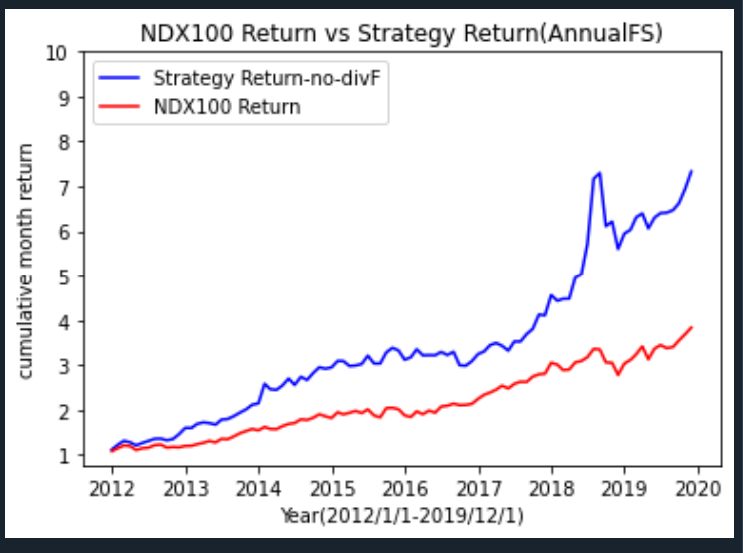 NDX100 Return vs Strategy Return(AnnualFS)
10
9
8
7
6
5
4
3
2
1
cumulative month return
Strategy Return-no-divF
NDX100 Return
2012 2013 2014 2015 2016 2017 2018 2019 2020
Year(2012/1/1-2019/12/1)